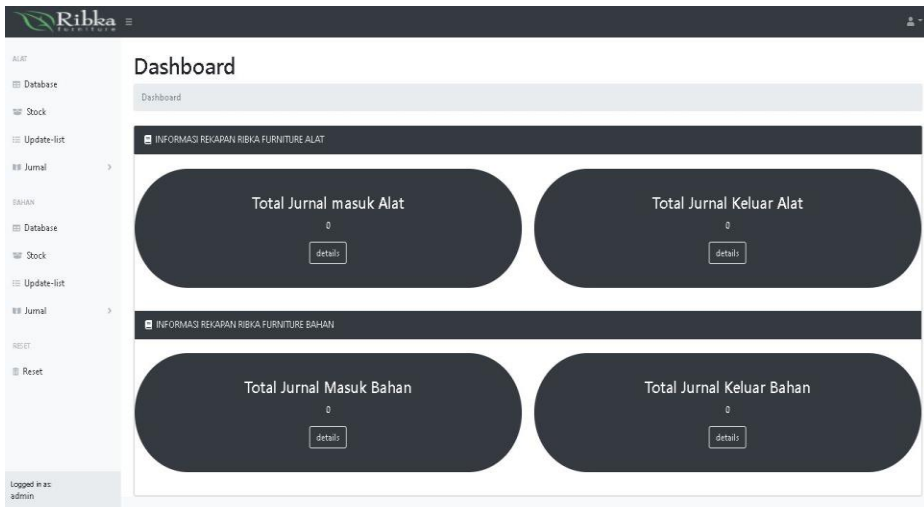 Ribka
furniture
ALAT
Database
Stock
Update-list
Jurnal
BAHAN
Database
Stock
Update-list
Jurnal
RESET
Reset
Logged in as:
admin
Dashboard
Dashboard
INFORMASI REKAPAN RIBKA FURNITURE ALAT
Total Jurnal masuk Alat
0
details
Total Jurnal Keluar Alat
0
details
INFORMASI REKAPAN RIBKA FURNITURE BAHAN
Total Jurnal Masuk Bahan
0
details
Total Jurnal Keluar Bahan
0
details